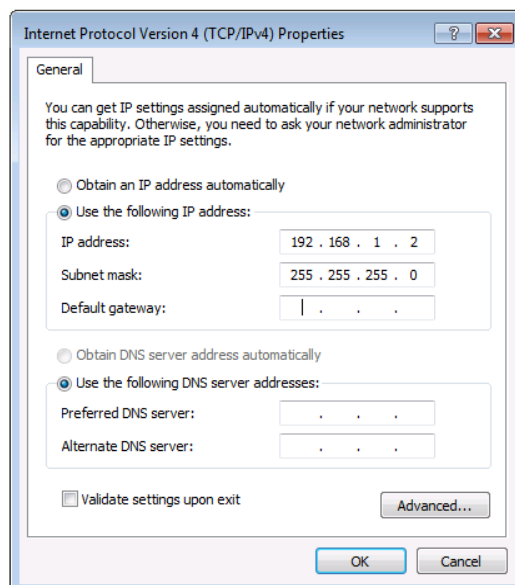 Internet Protocol Version 4 (TCP/IPv4) Properties
General
You can get IP settings assigned automatically if your network supports
this capability. Otherwise, you need to ask your network administrator
for the appropriate IP settings.
Obtain an IP address automatically
Use the following IP address:
IP address: 192 . 168 . 1 . 2
Subnet mask: 255 . 255 . 255 . 0
Default gateway: . . .
Obtain DNS server address automatically
Use the following DNS server addresses:
Preferred DNS server: . . .
Alternate DNS server: . . .
Validate settings upon exit
Advanced...
OK Cancel